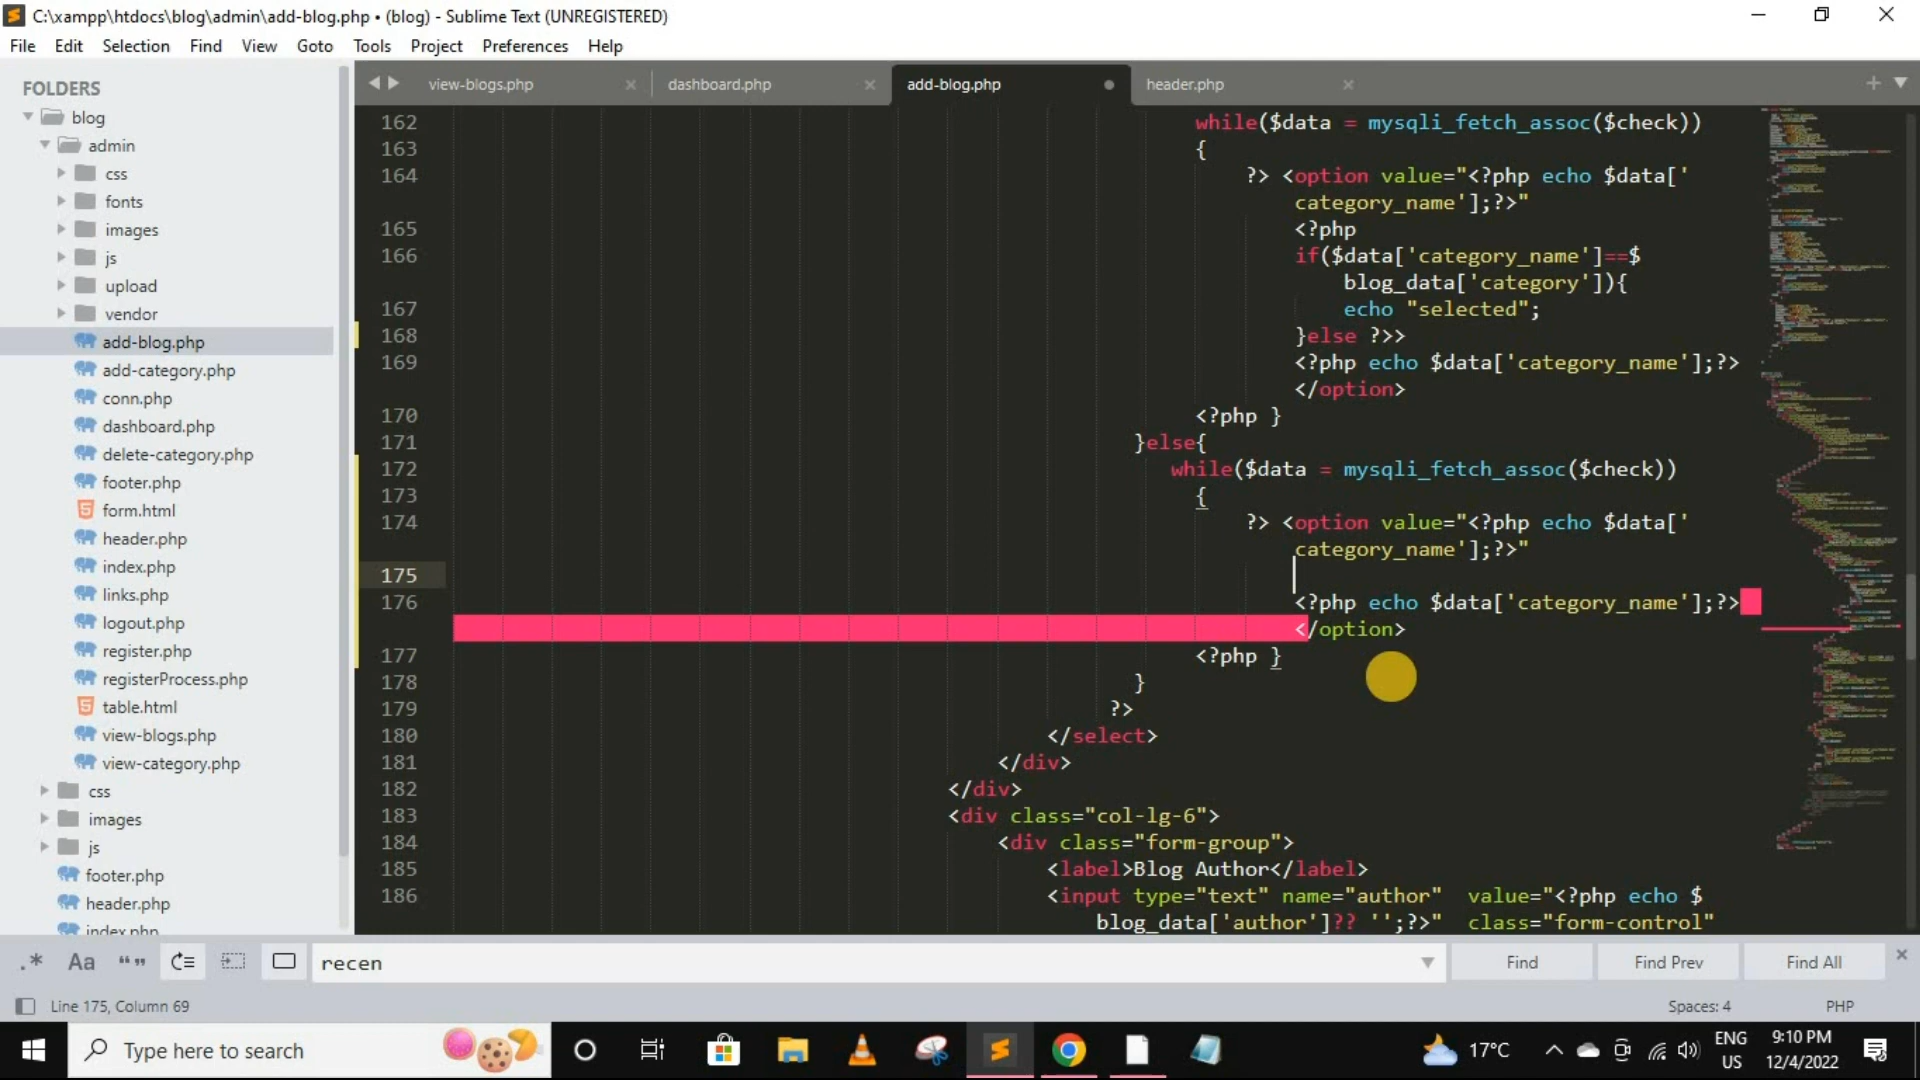 C:\xampp\htdocs\blog\admin\add-blog.php • (blog) - Sublime Text (UNREGISTERED)
File Edit Selection Find View Goto Tools Project Preferences Help
FOLDERS
blog
admin
css
fonts
images
js
upload
vendor
add-blog.php
add-category.php
conn.php
dashboard.php
delete-category.php
footer.php
form.html
header.php
index.php
links.php
logout.php
register.php
registerProcess.php
table.html
view-blogs.php
view-category.php
css
images
js
footer.php
header.php
index.php
view-blogs.php dashboard.php add-blog.php header.php
162 while($data = mysqli_fetch_assoc($check))
163 {
164 ?> <option value="<?php echo $data['
category_name'];?>"
165 <?php
166 if($data['category_name']==$
blog_data['category']){
167 echo "selected";
168 }else ?>>
169 <?php echo $data['category_name'];?>
</option>
170 <?php }
171 }else{
172 while($data = mysqli_fetch_assoc($check))
173 {
174 ?> <option value="<?php echo $data['
category_name'];?>"
175
176 <?php echo $data['category_name'];?>
</option>
177 <?php }
178 }
179 ?>
180 </select>
181 </div>
182 </div>
183 <div class="col-lg-6">
184 <div class="form-group">
185 <label>Blog Author</label>
186 <input type="text" name="author" value="<?php echo $
blog_data['author']?? '';?>" class="form-control"
.* Aa “” recen Find Find Prev Find All
Line 175, Column 69 Spaces: 4 PHP
Type here to search 17°C ENG US 9:10 PM 12/4/2022